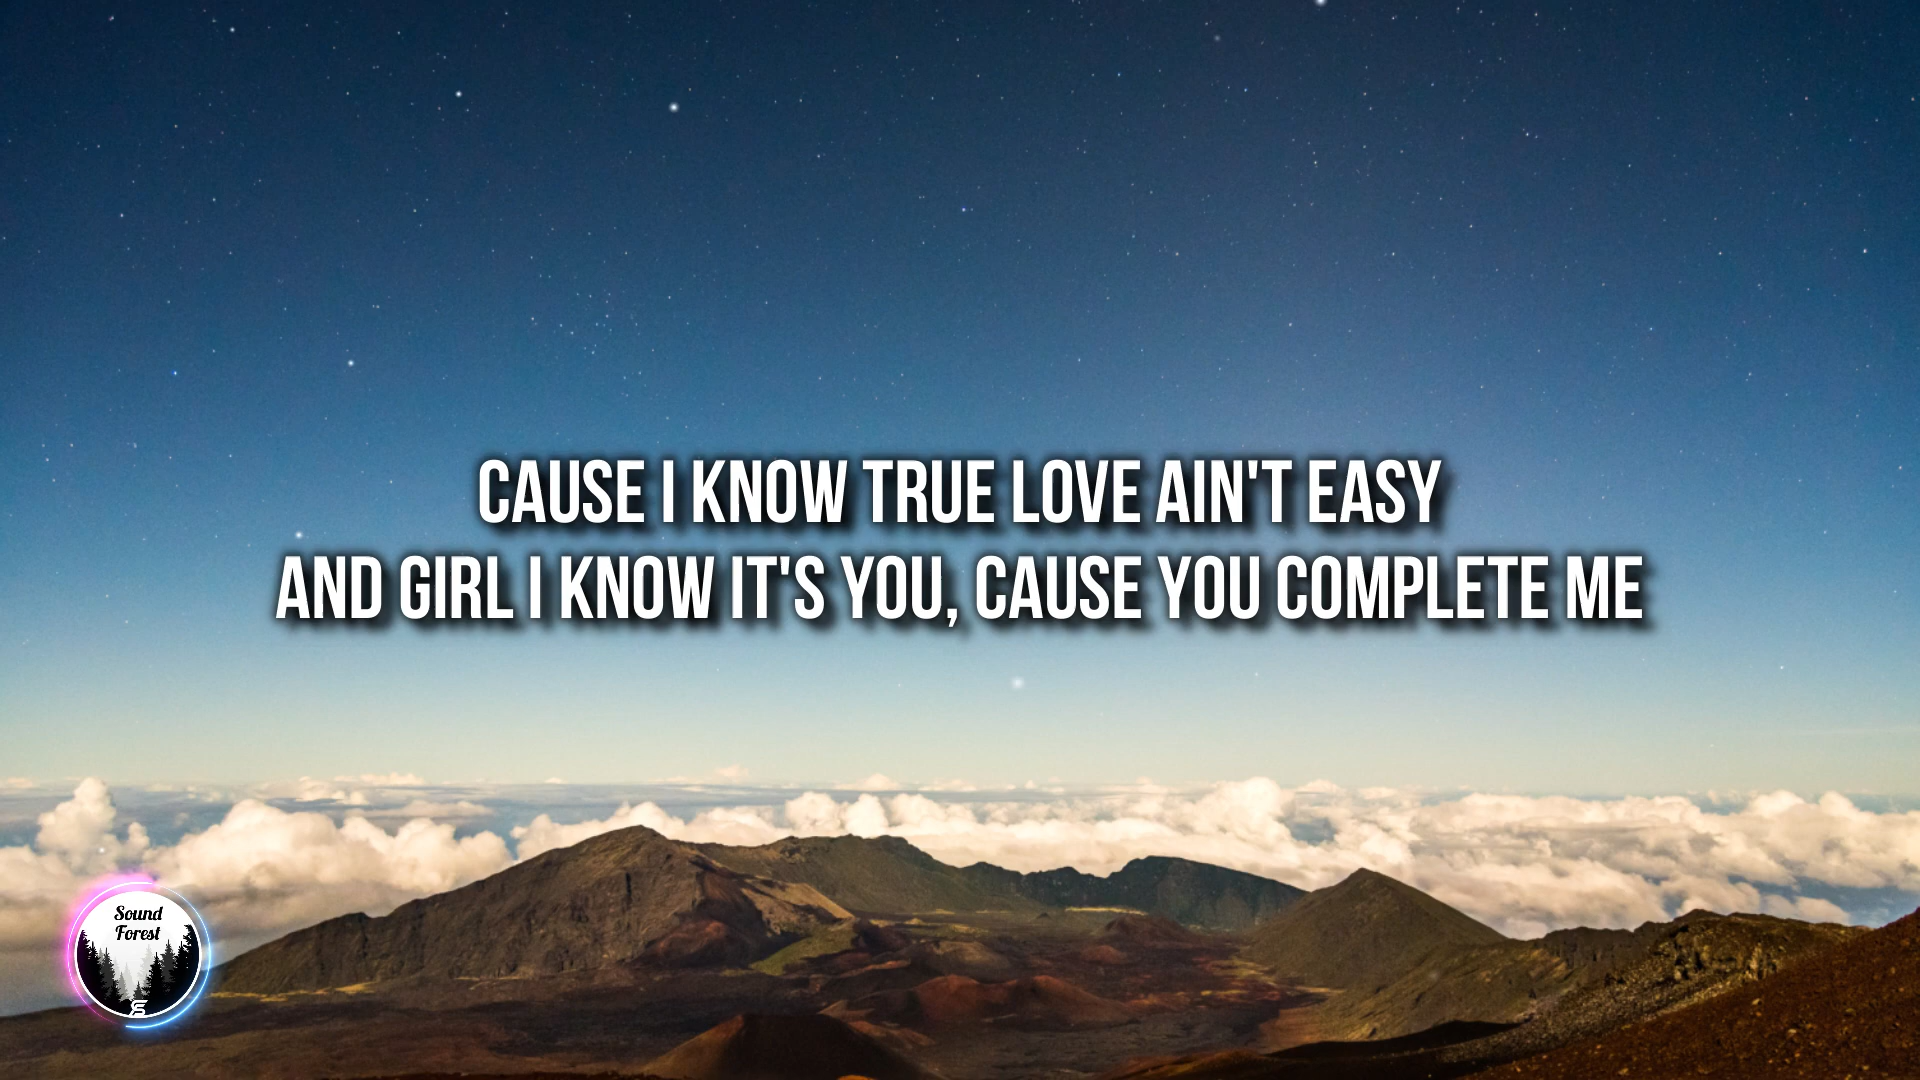 CAUSE I KNOW TRUE LOVE AIN'T EASY
AND GIRL I KNOW IT'S YOU, CAUSE YOU COMPLETE ME
Sound
Forest